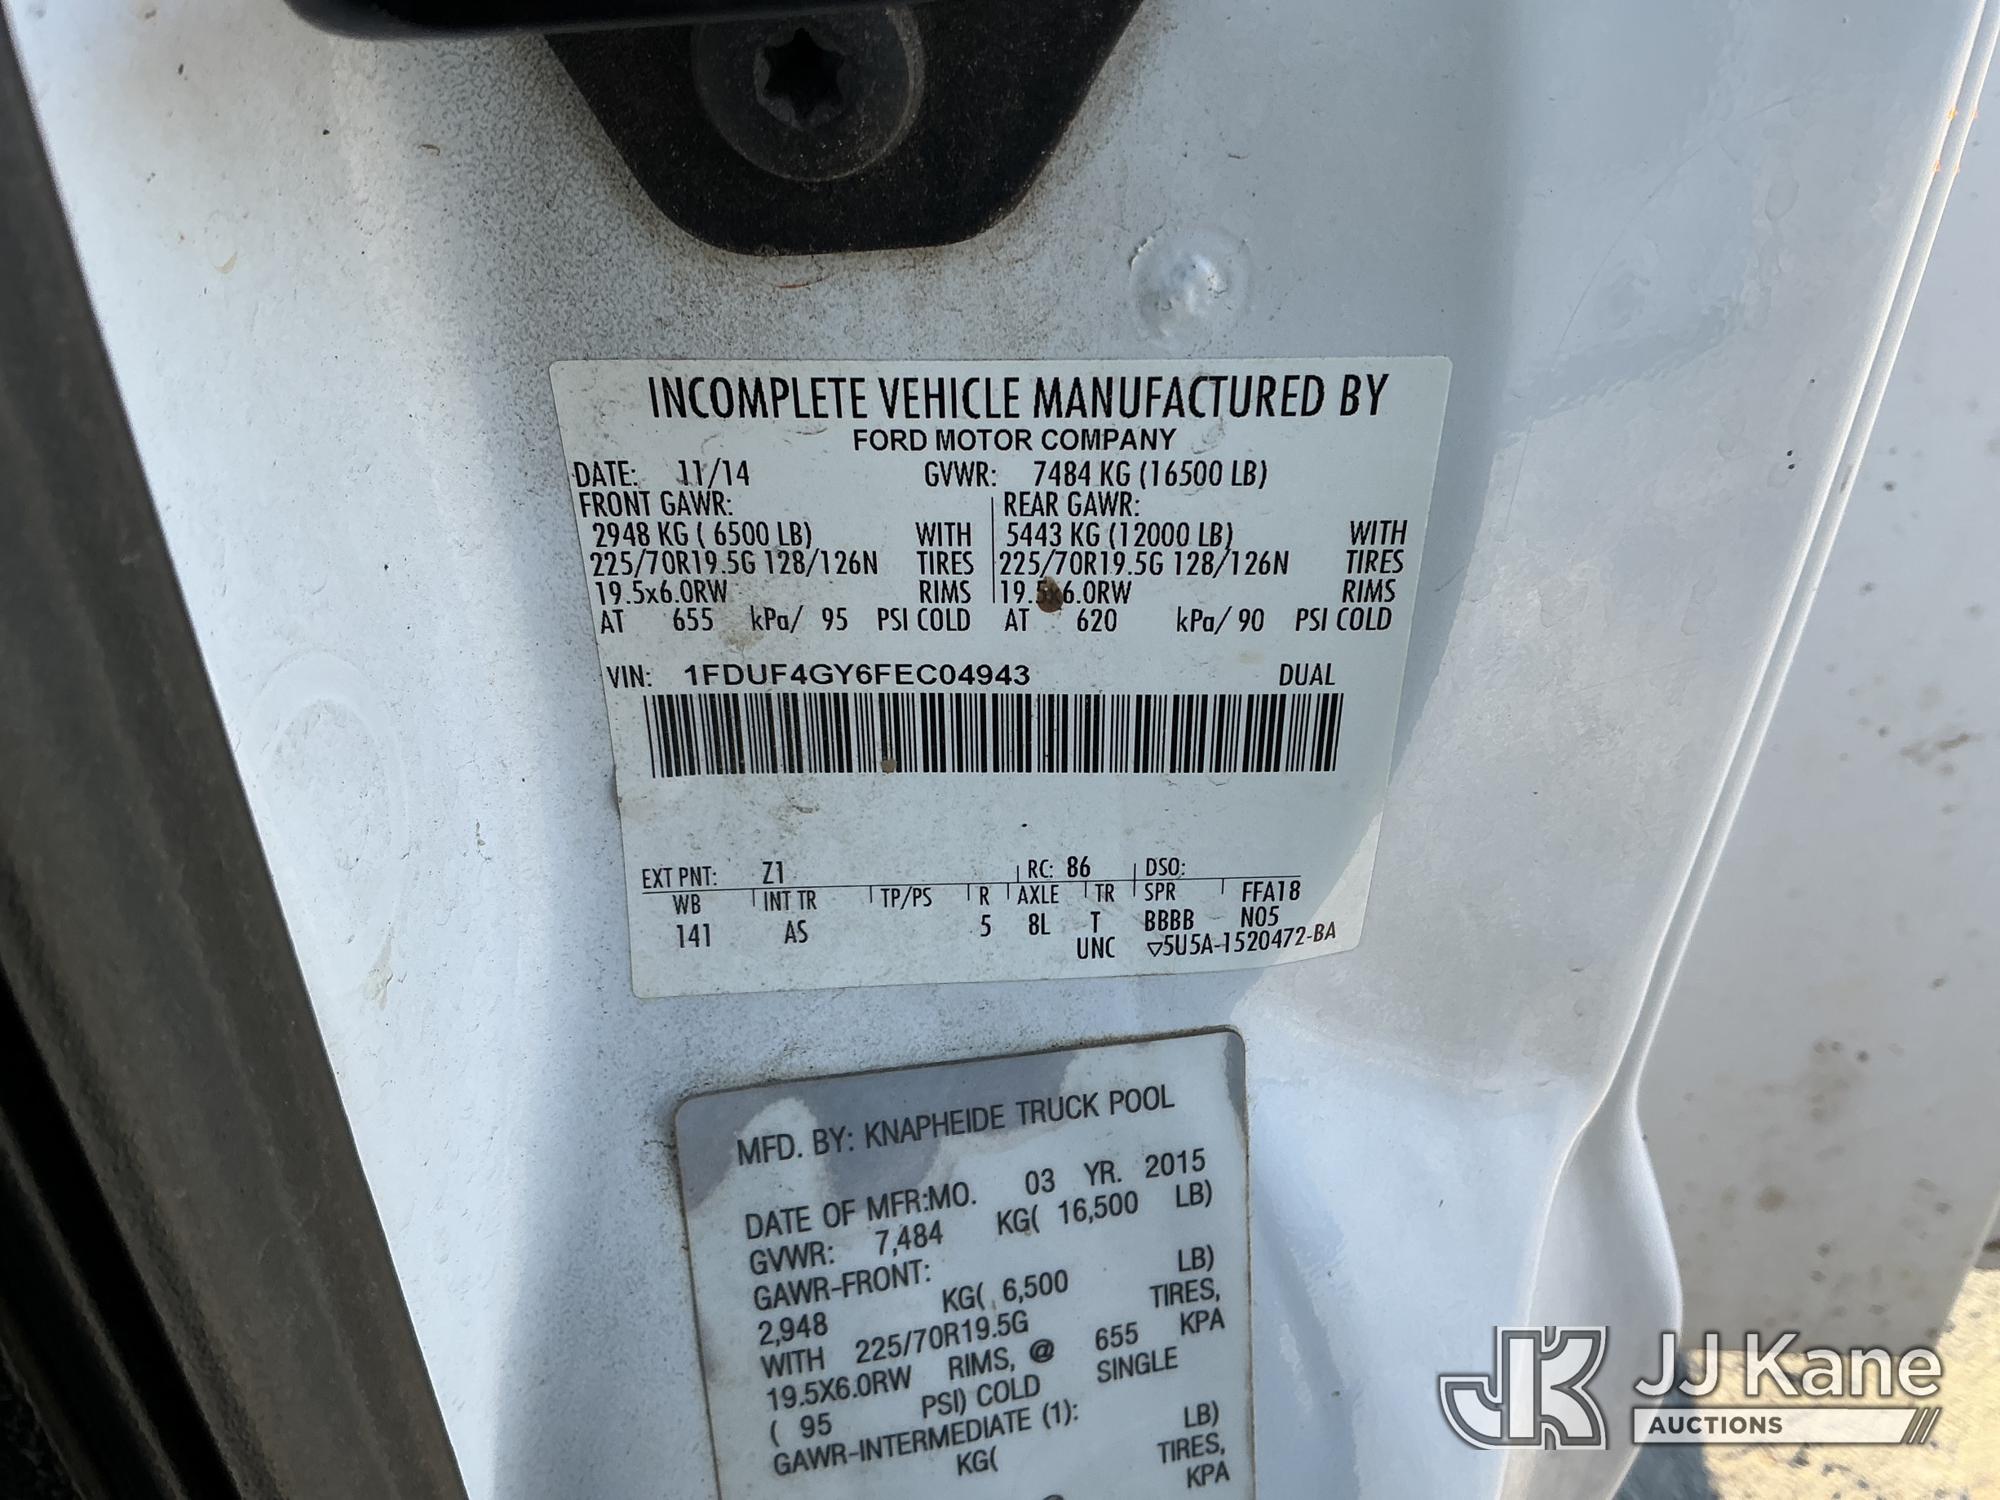 INCOMPLETE VEHICLE MANUFACTURED BY
FORD MOTOR COMPANY
DATE: 11/14 GVWR: 7484 KG (16500 LB)
FRONT GAWR: REAR GAWR:
2948 KG ( 6500 LB) WITH 5443 KG (12000 LB) WITH
225/70R19.5G 128/126N TIRES 225/70R19.5G 128/126N TIRES
19.5x6.0RW RIMS 19.5x6.0RW RIMS
AT 655 kPa/ 95 PSI COLD AT 620 kPa/ 90 PSI COLD
VIN: 1FDUF4GY6FEC04943 DUAL
EXT PNT: Z1 RC: 86 DSO:
WB INT TR TP/PS R AXLE TR SPR FFA18
141 AS 5 8L T BBBB N05
UNC ▽5U5A-1520472-BA
MFD. BY: KNAPHEIDE TRUCK POOL
DATE OF MFR:MO. 03 YR. 2015
GVWR: 7,484 KG( 16,500 LB)
GAWR-FRONT:
2,948 KG( 6,500 LB)
WITH 225/70R19.5G TIRES,
19.5X6.0RW RIMS, @ 655 KPA
( 95 PSI) COLD SINGLE
GAWR-INTERMEDIATE (1):
KG( LB)
TIRES,
KPA
JK JJ Kane
AUCTIONS